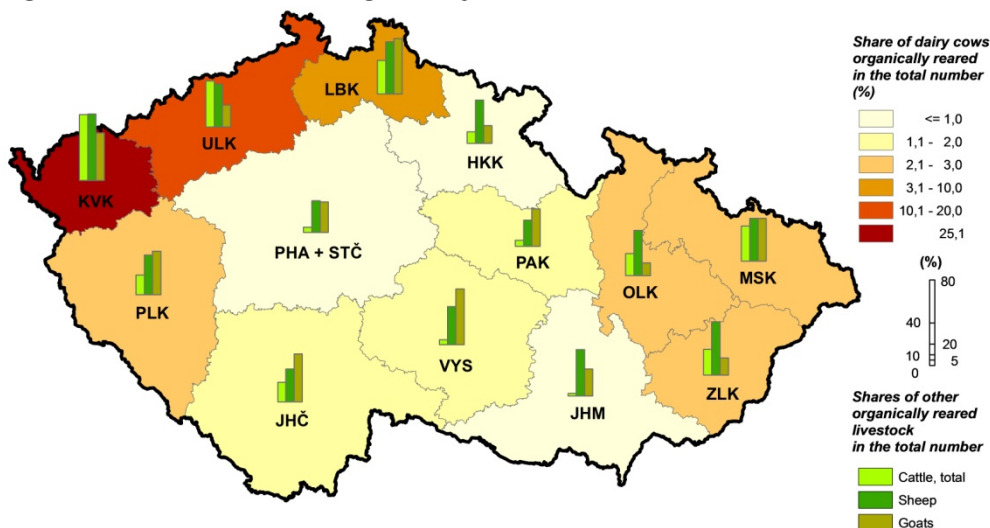 Share of dairy cows
organically reared
in the total number
(%)
<= 1,0
1,1 - 2,0
2,1 - 3,0
3,1 - 10,0
10,1 - 20,0
25,1
(%)
80
40
20
10
5
0
Shares of other
organically reared
livestock
in the total number
Cattle, total
Sheep
Goats
LBK
ULK
HKK
KVK
PHA + STČ
PAK
OLK
MSK
PLK
VYS
ZLK
JHČ
JHM